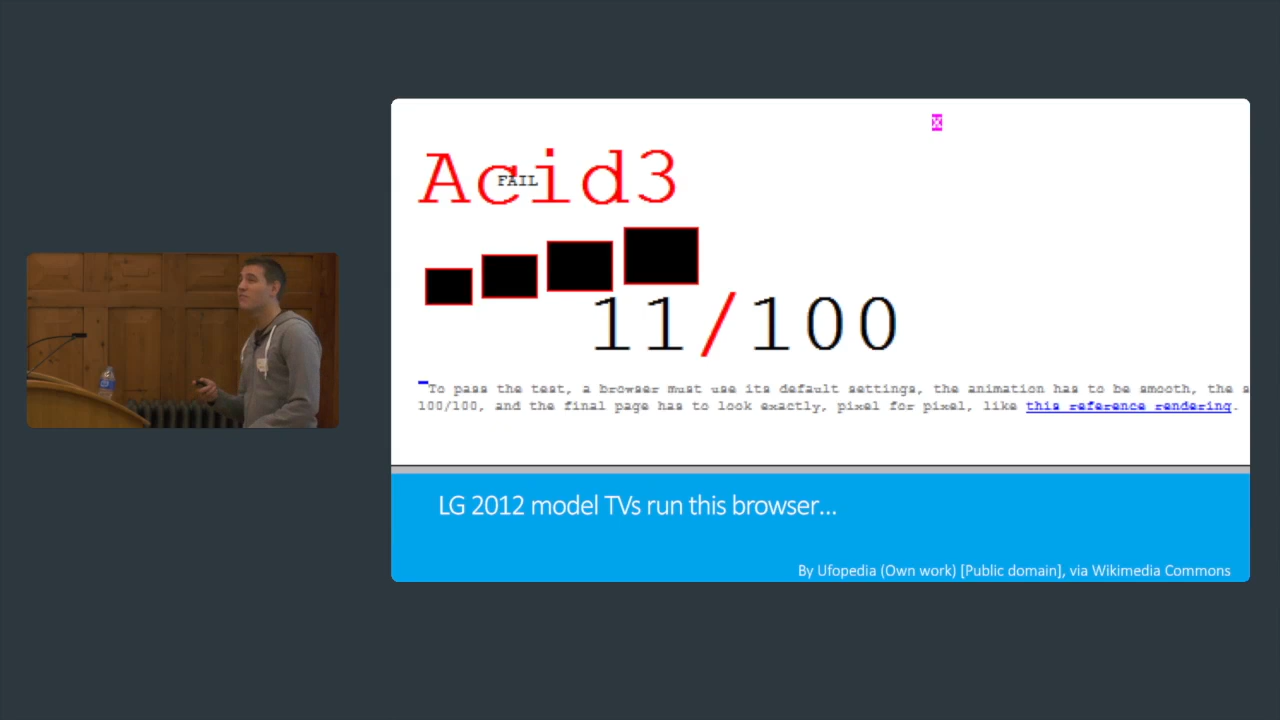 Acid3
FAIL
11/100
To pass the test, a browser must use its default settings, the animation has to be smooth, the s
100/100, and the final page has to look exactly, pixel for pixel, like this reference rendering.
LG 2012 model TVs run this browser...
By Ufopedia (Own work) [Public domain], via Wikimedia Commons